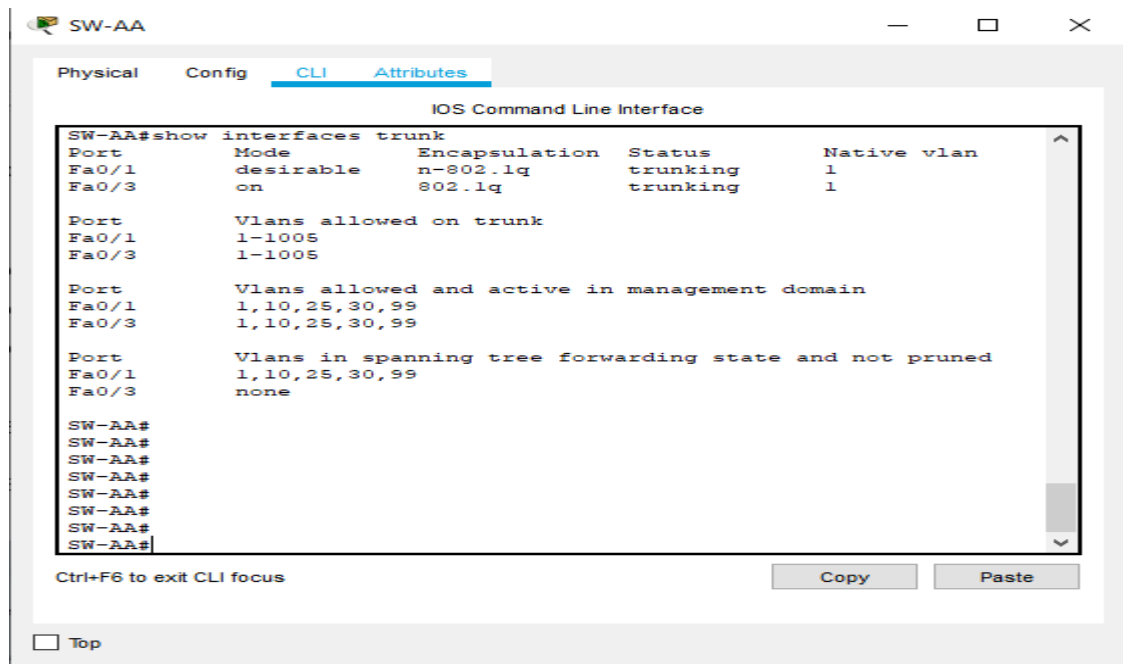 SW-AA
Physical Config CLI Attributes
IOS Command Line Interface
SW-AA#show interfaces trunk
Port Mode Encapsulation Status Native vlan
Fa0/1 desirable n-802.1q trunking 1
Fa0/3 on 802.1q trunking 1
Port Vlans allowed on trunk
Fa0/1 1-1005
Fa0/3 1-1005
Port Vlans allowed and active in management domain
Fa0/1 1,10,25,30,99
Fa0/3 1,10,25,30,99
Port Vlans in spanning tree forwarding state and not pruned
Fa0/1 1,10,25,30,99
Fa0/3 none
SW-AA#
SW-AA#
SW-AA#
SW-AA#
SW-AA#
SW-AA#
SW-AA#
SW-AA#
Ctrl+F6 to exit CLI focus Copy Paste
Top